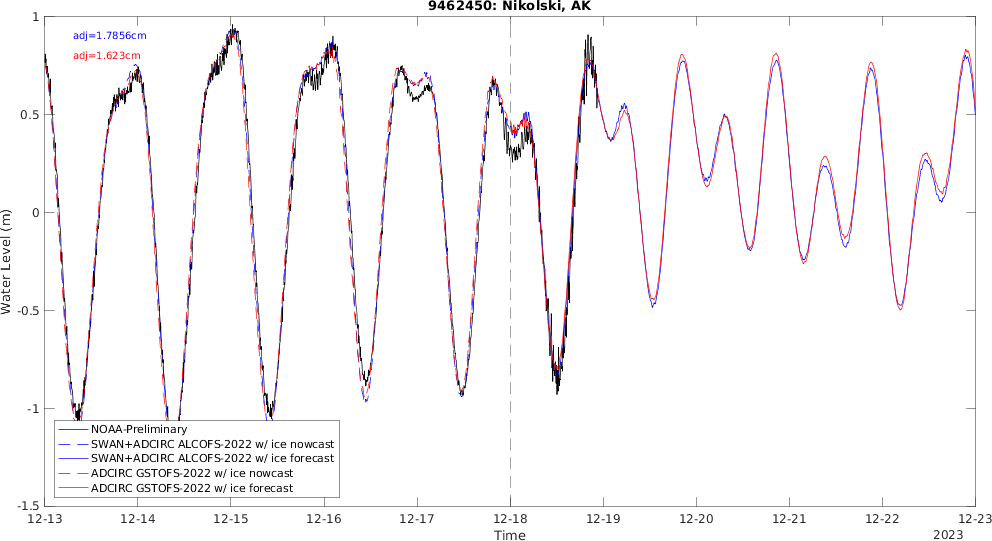 9462450: Nikolski, AK
adj=1.7856cm
adj=1.623cm
1
0.5
0
-0.5
-1
-1.5
Water Level (m)
NOAA-Preliminary
SWAN+ADCIRC ALCOFS-2022 w/ ice nowcast
SWAN+ADCIRC ALCOFS-2022 w/ ice forecast
ADCIRC GSTOFS-2022 w/ ice nowcast
ADCIRC GSTOFS-2022 w/ ice forecast
12-13 12-14 12-15 12-16 12-17 12-18 12-19 12-20 12-21 12-22 12-23
Time
2023